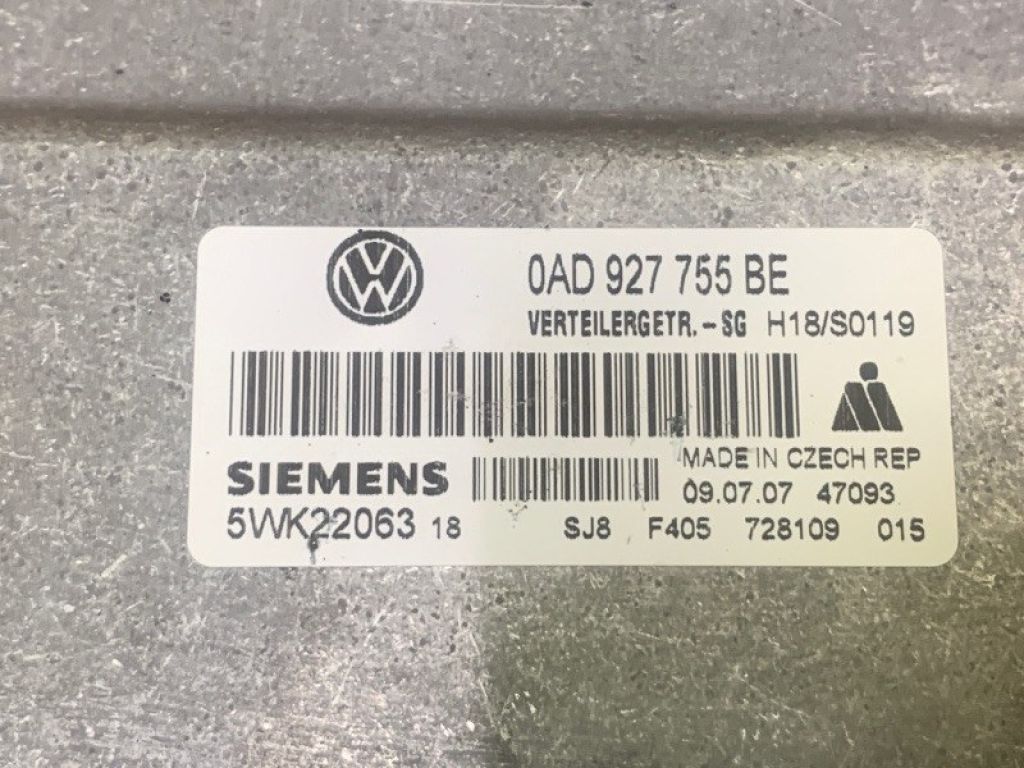 0AD 927 755 BE
VERTEILERGETR.-SG H18/S0119
SIEMENS
MADE IN CZECH REP
09.07.07 47093
5WK22063 18 SJ8 F405 728109 01S